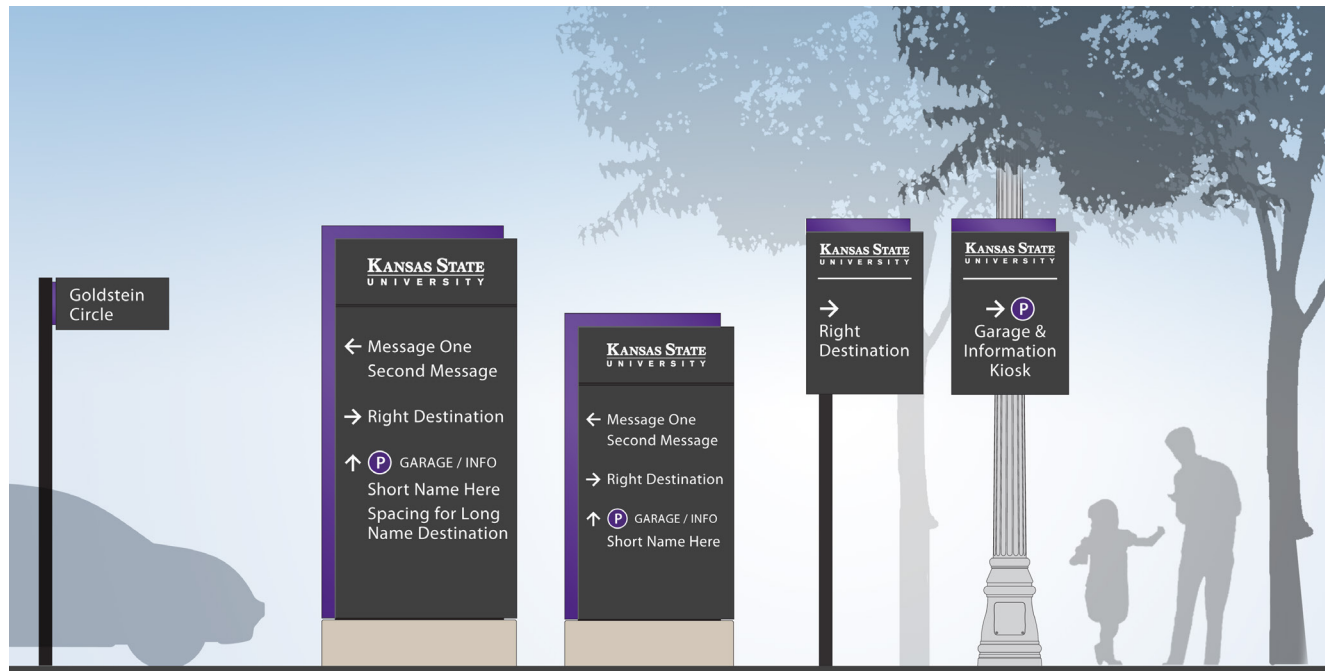 Goldstein
Circle
KANSAS STATE
UNIVERSITY
← Message One
Second Message
→ Right Destination
↑ P GARAGE / INFO
Short Name Here
Spacing for Long
Name Destination
KANSAS STATE
UNIVERSITY
← Message One
Second Message
→ Right Destination
↑ P GARAGE / INFO
Short Name Here
KANSAS STATE
UNIVERSITY
→
Right
Destination
KANSAS STATE
UNIVERSITY
→ P
Garage &
Information
Kiosk